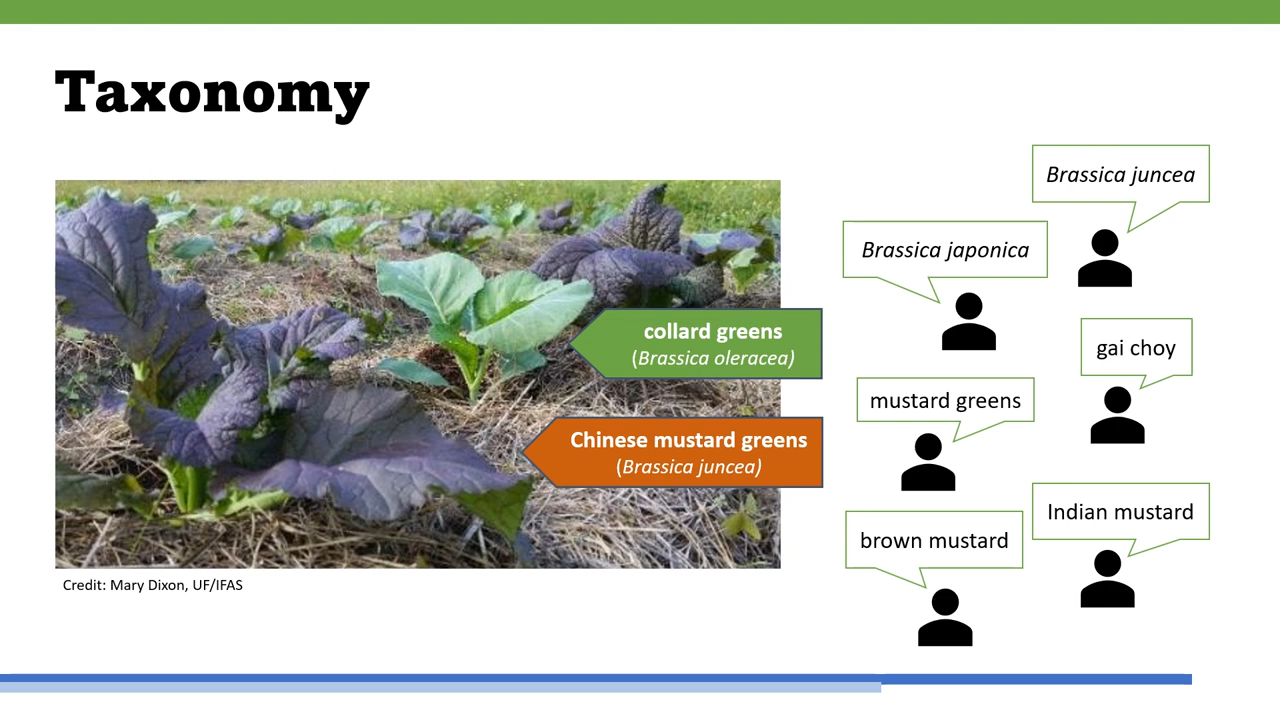 Taxonomy
Brassica juncea
Brassica japonica
collard greens
(Brassica oleracea)
gai choy
mustard greens
Chinese mustard greens
(Brassica juncea)
Indian mustard
brown mustard
Credit: Mary Dixon, UF/IFAS